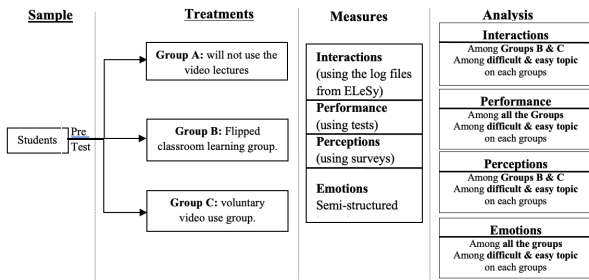 Sample
Treatments
Measures
Analysis
Students
Pre
Test
Group A: will not use the
video lectures
Group B: Flipped
classroom learning group.
Group C: voluntary
video use group.
Interactions
(using the log files
from ELeSy)
Performance
(using tests)
Perceptions
(using surveys)
Emotions
Semi-structured
Interactions
Among Groups B & C
Among difficult & easy topic
on each groups
Performance
Among all the Groups
Among difficult & easy topic
on each groups
Perceptions
Among Groups B & C
Among difficult & easy topic
on each groups
Emotions
Among all the groups
Among difficult & easy topic
on each groups